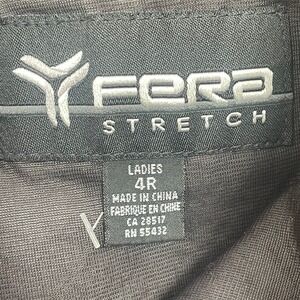 FERA
STRETCH
LADIES
4R
MADE IN CHINA
FABRIQUE EN CHINE
CA 28517
RN 55432